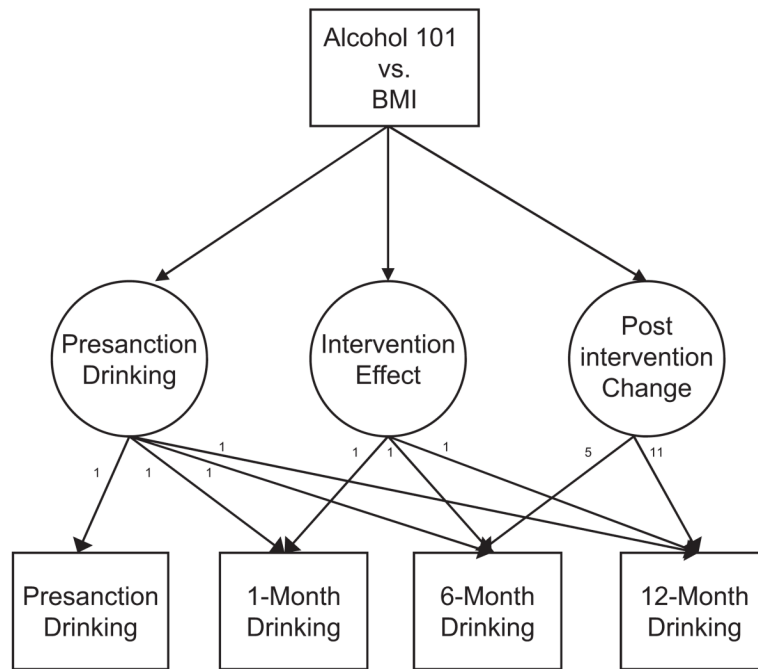 Alcohol 101
vs.
BMI
Presanction
Drinking
Intervention
Effect
Post
intervention
Change
1
1
1
1
1
1
1
5
11
Presanction
Drinking
1-Month
Drinking
6-Month
Drinking
12-Month
Drinking